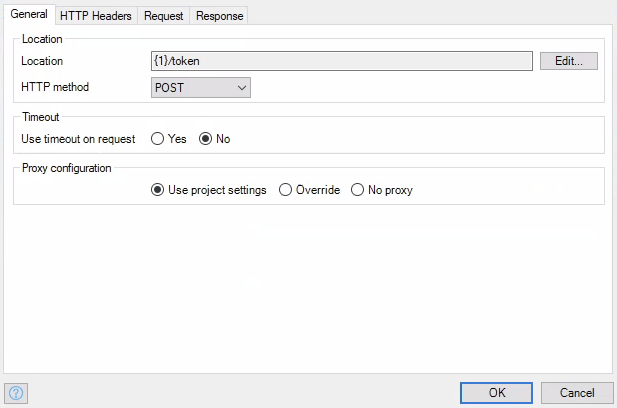 General HTTP Headers Request Response
Location
Location {1}/token Edit...
HTTP method POST
Timeout
Use timeout on request Yes No
Proxy configuration
Use project settings Override No proxy
? OK Cancel